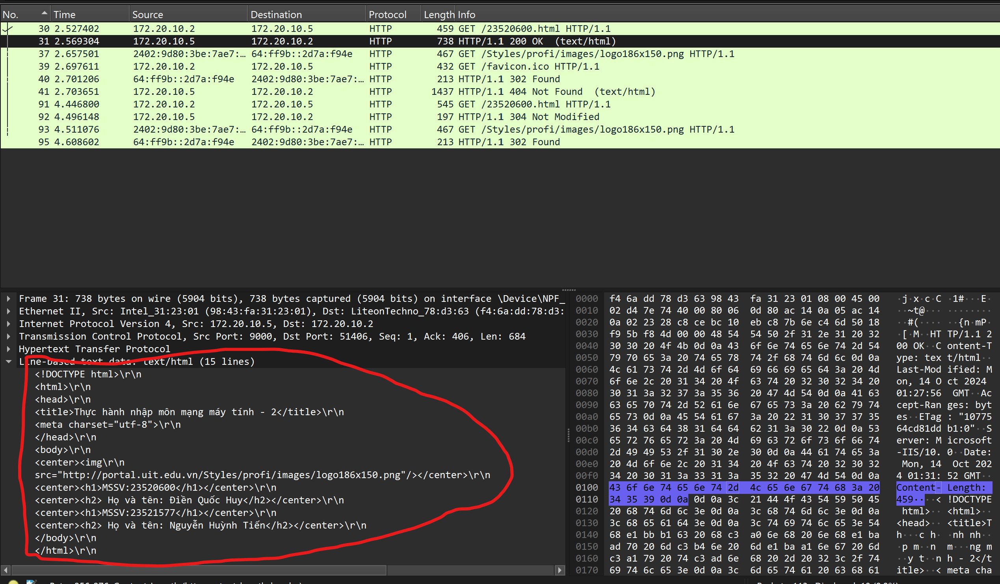 No. Time Source Destination Protocol Length Info
30 2.527402 172.20.10.2 172.20.10.5 HTTP 459 GET /23520600.html HTTP/1.1
31 2.569304 172.20.10.5 172.20.10.2 HTTP 738 HTTP/1.1 200 OK (text/html)
37 2.657501 2402:9d80:3be:7ae7:… 64:ff9b::2d7a:f94e HTTP 467 GET /Styles/profi/images/logo186x150.png HTTP/1.1
39 2.697611 172.20.10.2 172.20.10.5 HTTP 432 GET /favicon.ico HTTP/1.1
40 2.701206 64:ff9b::2d7a:f94e 2402:9d80:3be:7ae7:… HTTP 213 HTTP/1.1 302 Found
41 2.703651 172.20.10.5 172.20.10.2 HTTP 1437 HTTP/1.1 404 Not Found (text/html)
91 4.446800 172.20.10.2 172.20.10.5 HTTP 545 GET /23520600.html HTTP/1.1
92 4.496148 172.20.10.5 172.20.10.2 HTTP 197 HTTP/1.1 304 Not Modified
93 4.511076 2402:9d80:3be:7ae7:… 64:ff9b::2d7a:f94e HTTP 467 GET /Styles/profi/images/logo186x150.png HTTP/1.1
95 4.608602 64:ff9b::2d7a:f94e 2402:9d80:3be:7ae7:… HTTP 213 HTTP/1.1 302 Found
Frame 31: 738 bytes on wire (5904 bits), 738 bytes captured (5904 bits) on interface \Device\NPF_
Ethernet II, Src: Intel_31:23:01 (98:43:fa:31:23:01), Dst: LiteonTechno_78:d3:63 (f4:6a:dd:78:d3:
Internet Protocol Version 4, Src: 172.20.10.5, Dst: 172.20.10.2
Transmission Control Protocol, Src Port: 9000, Dst Port: 51406, Seq: 1, Ack: 406, Len: 684
Hypertext Transfer Protocol
Line-based text data: text/html (15 lines)
<!DOCTYPE html>\r\n
<html>\r\n
<head>\r\n
<title>Thực hành nhập môn mạng máy tính - 2</title>\r\n
<meta charset="utf-8">\r\n
</head>\r\n
<body>\r\n
<center><img\r\n
src="http://portal.uit.edu.vn/Styles/profi/images/logo186x150.png"/></center>\r\n
<center><h1>MSSV:23520600</h1></center>\r\n
<center><h2> Họ và tên: Điền Quốc Huy</h2></center>\r\n
<center><h1>MSSV:23521577</h1></center>\r\n
<center><h2> Họ và tên: Nguyễn Huỳnh Tiến</h2></center>\r\n
</body>\r\n
</html>\r\n
0000 f4 6a dd 78 d3 63 98 43 fa 31 23 01 08 00 45 00 ·j·x·c·C ·1#···E·
0010 02 d4 7e 74 40 00 80 06 0d 80 ac 14 0a 05 ac 14 ··~t@··· ········
0020 0a 02 23 28 c8 ce bc 10 eb c8 7b 6e c4 6d 50 18 ··#(···· ··{n·mP·
0030 f9 5b f8 4d 00 00 48 54 54 50 2f 31 2e 31 20 32 ·[·M··HT TP/1.1 2
0040 30 30 20 4f 4b 0d 0a 43 6f 6e 74 65 6e 74 2d 54 00 OK··C ontent-T
0050 79 70 65 3a 20 74 65 78 74 2f 68 74 6d 6c 0d 0a ype: tex t/html··
0060 4c 61 73 74 2d 4d 6f 64 69 66 69 65 64 3a 20 4d Last-Mod ified: M
0070 6f 6e 2c 20 31 34 20 4f 63 74 20 32 30 32 34 20 on, 14 O ct 2024
0080 30 31 3a 32 37 3a 35 36 20 47 4d 54 0d 0a 41 63 01:27:56 GMT··Ac
0090 63 65 70 74 2d 52 61 6e 67 65 73 3a 20 62 79 74 cept-Ran ges: byt
00a0 65 73 0d 0a 45 54 61 67 3a 20 22 31 30 37 37 35 es··ETag : "10775
00b0 36 34 63 64 38 31 64 64 62 31 3a 30 22 0d 0a 53 64cd81dd b1:0"··S
00c0 65 72 76 65 72 3a 20 4d 69 63 72 6f 73 6f 66 74 erver: M icrosoft
00d0 2d 49 49 53 2f 31 30 2e 30 0d 0a 44 61 74 65 3a -IIS/10. 0··Date:
00e0 20 4d 6f 6e 2c 20 31 34 20 4f 63 74 20 32 30 32 Mon, 14 Oct 202
00f0 34 20 30 31 3a 33 31 3a 35 32 20 47 4d 54 0d 0a 4 01:31: 52 GMT··
0100 43 6f 6e 74 65 6e 74 2d 4c 65 6e 67 74 68 3a 20 Content- Length:
0110 34 35 39 0d 0a 0d 0a 3c 21 44 4f 43 54 59 50 45 459····< !DOCTYPE
0120 20 68 74 6d 6c 3e 0d 0a 3c 68 74 6d 6c 3e 0d 0a html>·· <html>··
0130 3c 68 65 61 64 3e 0d 0a 3c 74 69 74 6c 65 3e 54 <head>·· <title>T
0140 68 e1 bb b1 63 20 68 c3 a0 6e 68 20 6e 68 e1 ba h···c h· ·nh nh··
0150 ad 70 20 6d c3 b4 6e 20 6d e1 ba a1 6e 67 20 6d ·p m··n m···ng m
0160 c3 a1 79 20 74 c3 ad 6e 68 20 2d 20 32 3c 2f 74 ··y t··n h - 2</t
0170 69 74 6c 65 3e 0d 0a 3c 6d 65 74 61 20 63 68 61 itle>··< meta cha